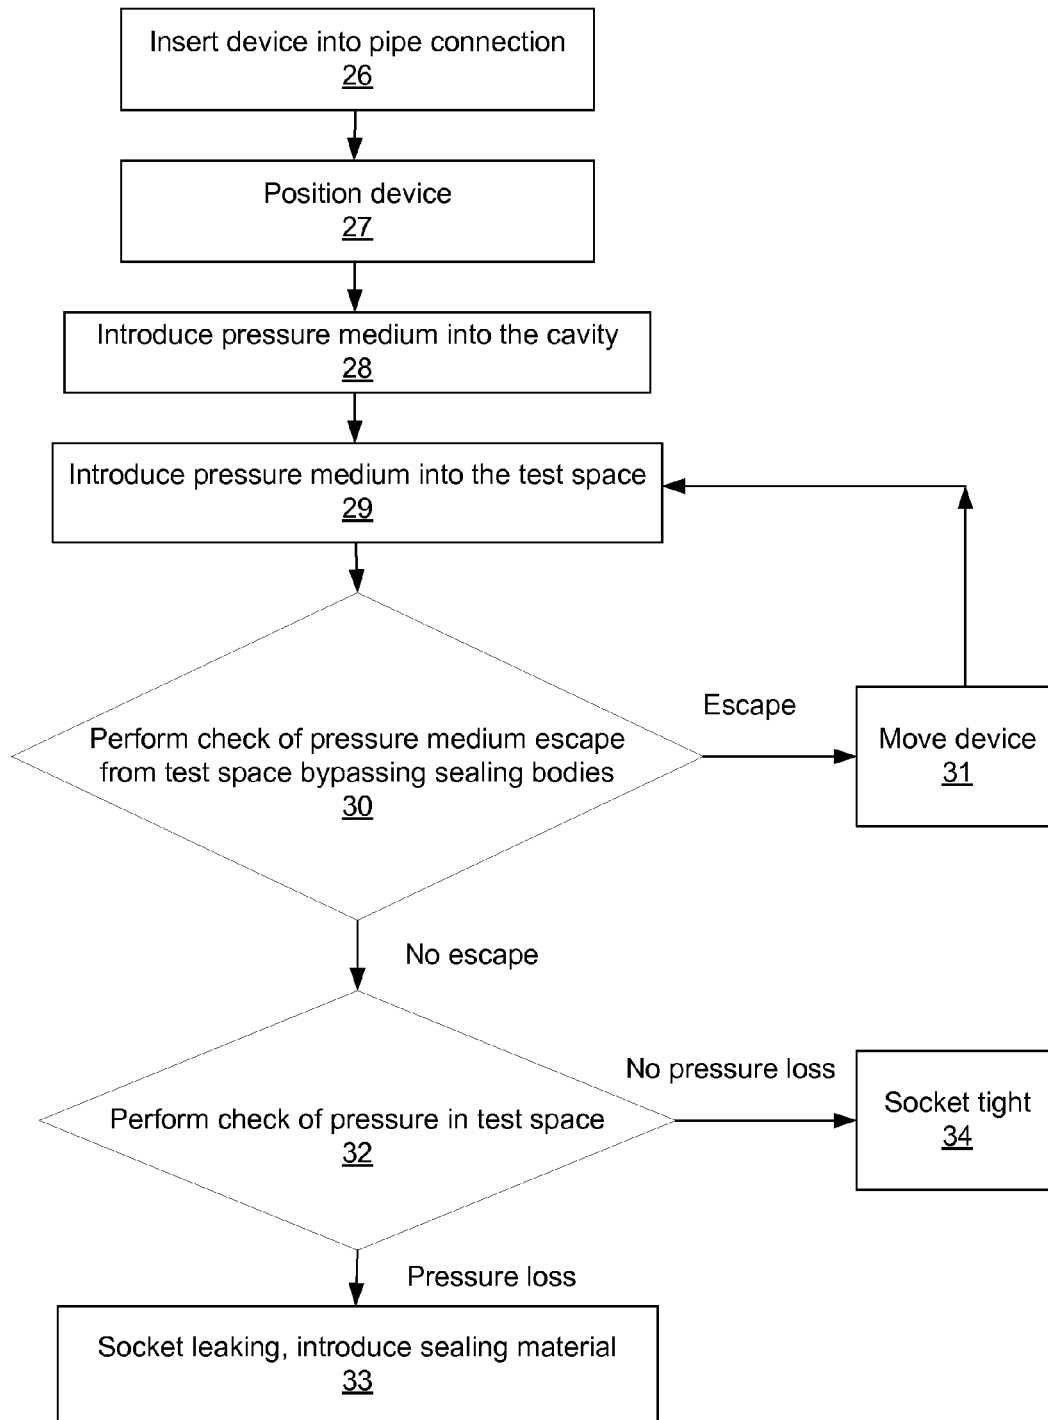 Insert device into pipe connection
26
Position device
27
Introduce pressure medium into the cavity
28
Introduce pressure medium into the test space
29
Perform check of pressure medium escape
from test space bypassing sealing bodies
30
Escape
Move device
31
No escape
Perform check of pressure in test space
32
No pressure loss
Socket tight
34
Pressure loss
Socket leaking, introduce sealing material
33